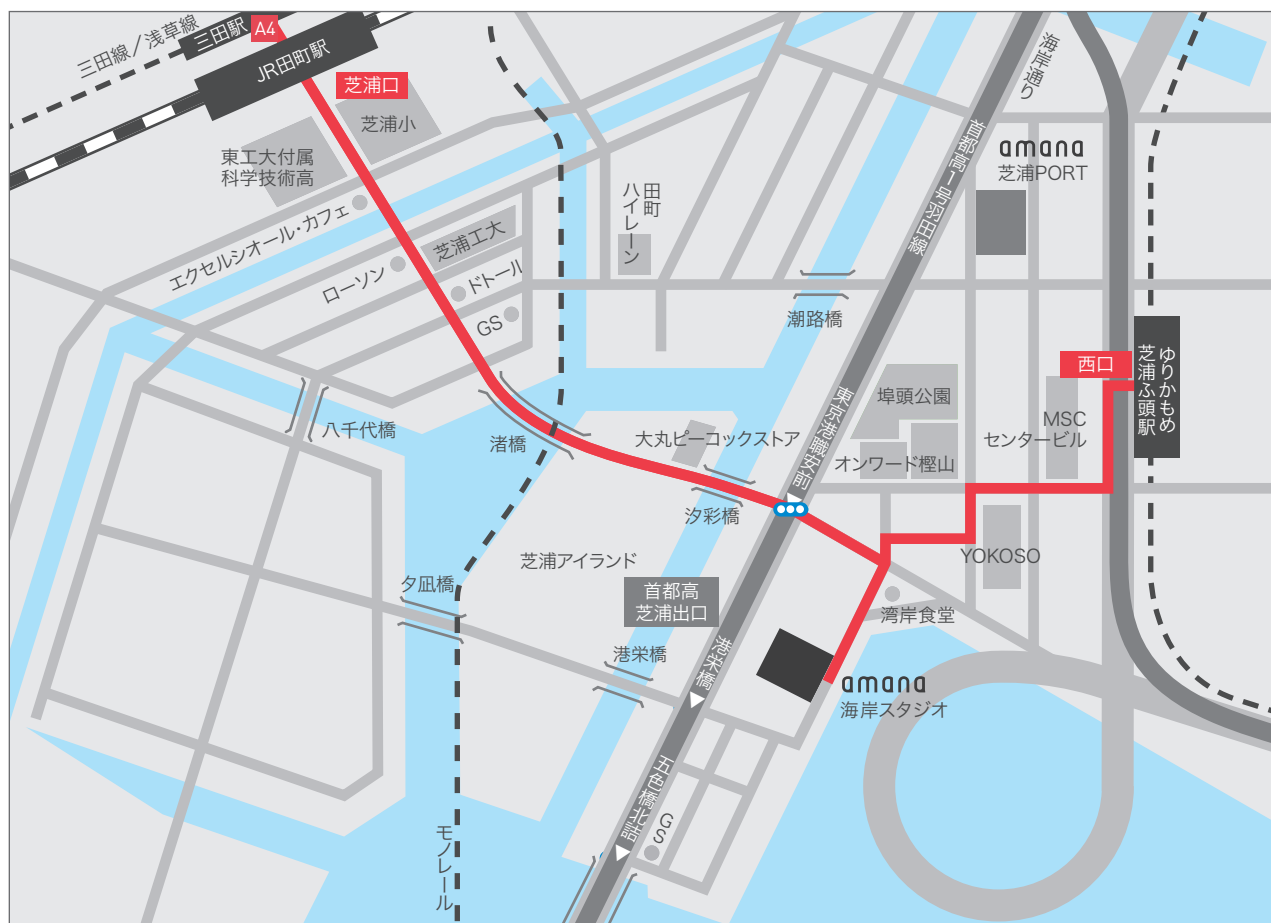 三田線/浅草線
三田駅
A4
JR田町駅
芝浦口
芝浦小
東工大付属
科学技術高
エクセルシオール・カフェ
ローソン
芝浦工大
ドトール
GS
田町
ハイレーン
海岸通り
首都高1号羽田線
amana
芝浦PORT
潮路橋
八千代橋
渚橋
大丸ピーコックストア
汐彩橋
東京港職安前
埠頭公園
オンワード樫山
西口
MSC
センタービル
ゆりかもめ
芝浦ふ頭駅
YOKOSO
夕凪橋
芝浦アイランド
首都高
芝浦出口
湾岸食堂
港栄橋
港栄橋
amana
海岸スタジオ
五色橋北詰
GS
モノレール